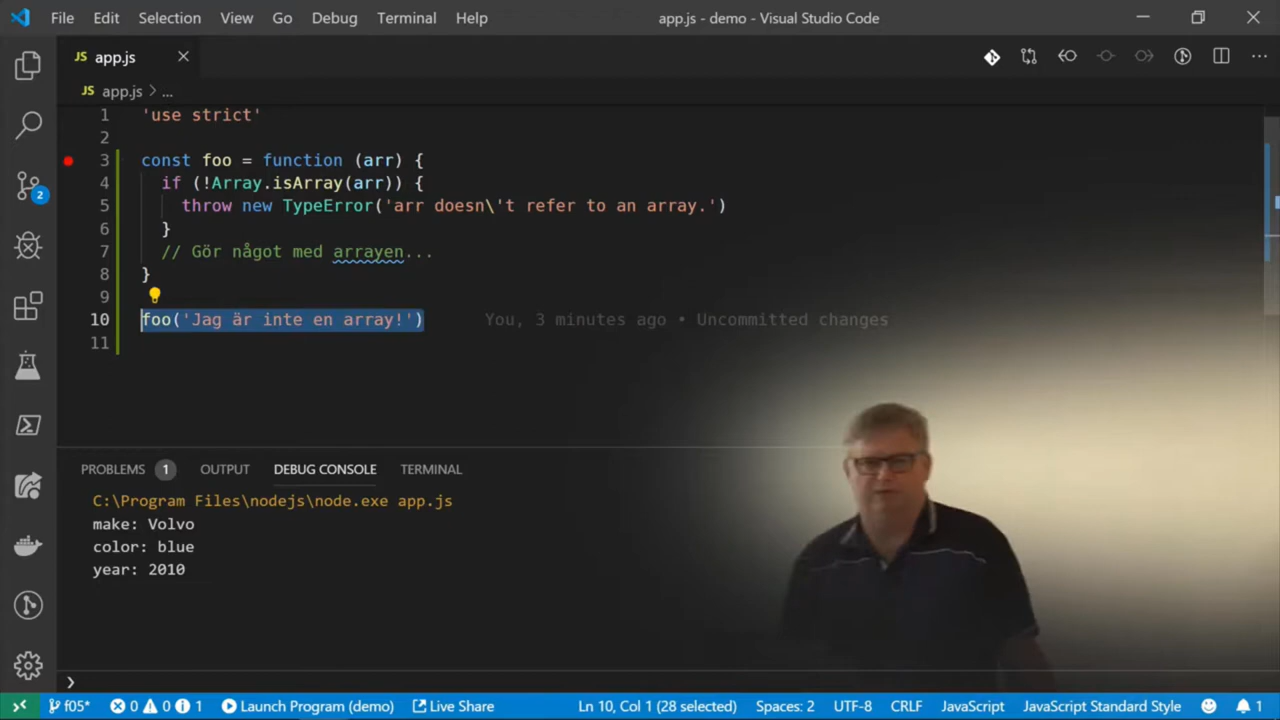 File Edit Selection View Go Debug Terminal Help app.js - demo - Visual Studio Code
JS app.js
JS app.js > ...
1 'use strict'
2
3 const foo = function (arr) {
4 if (!Array.isArray(arr)) {
5 throw new TypeError('arr doesn\'t refer to an array.')
6 }
7 // Gör något med arrayen...
8 }
9
10 foo('Jag är inte en array!') You, 3 minutes ago • Uncommitted changes
11
2
PROBLEMS 1 OUTPUT DEBUG CONSOLE TERMINAL
C:\Program Files\nodejs\node.exe app.js
make: Volvo
color: blue
year: 2010
f05* 0 0 1 Launch Program (demo) Live Share Ln 10, Col 1 (28 selected) Spaces: 2 UTF-8 CRLF JavaScript JavaScript Standard Style 1